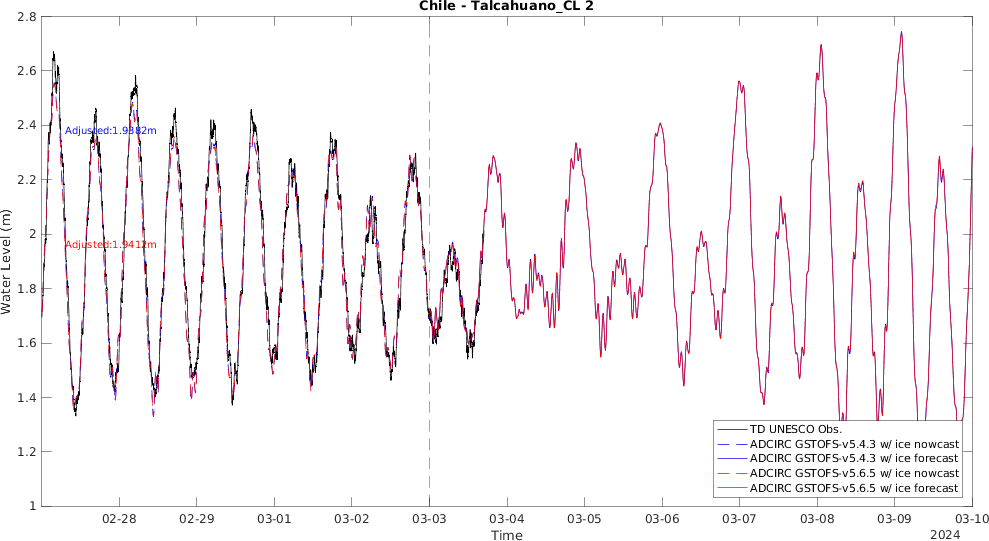 Chile - Talcahuano_CL 2
2.8
2.6
2.4
2.2
2
1.8
1.6
1.4
1.2
1
Water Level (m)
Adjusted:1.9382m
Adjusted:1.9412m
TD UNESCO Obs.
ADCIRC GSTOFS-v5.4.3 w/ ice nowcast
ADCIRC GSTOFS-v5.4.3 w/ ice forecast
ADCIRC GSTOFS-v5.6.5 w/ ice nowcast
ADCIRC GSTOFS-v5.6.5 w/ ice forecast
02-28 02-29 03-01 03-02 03-03 03-04 03-05 03-06 03-07 03-08 03-09 03-10
Time
2024